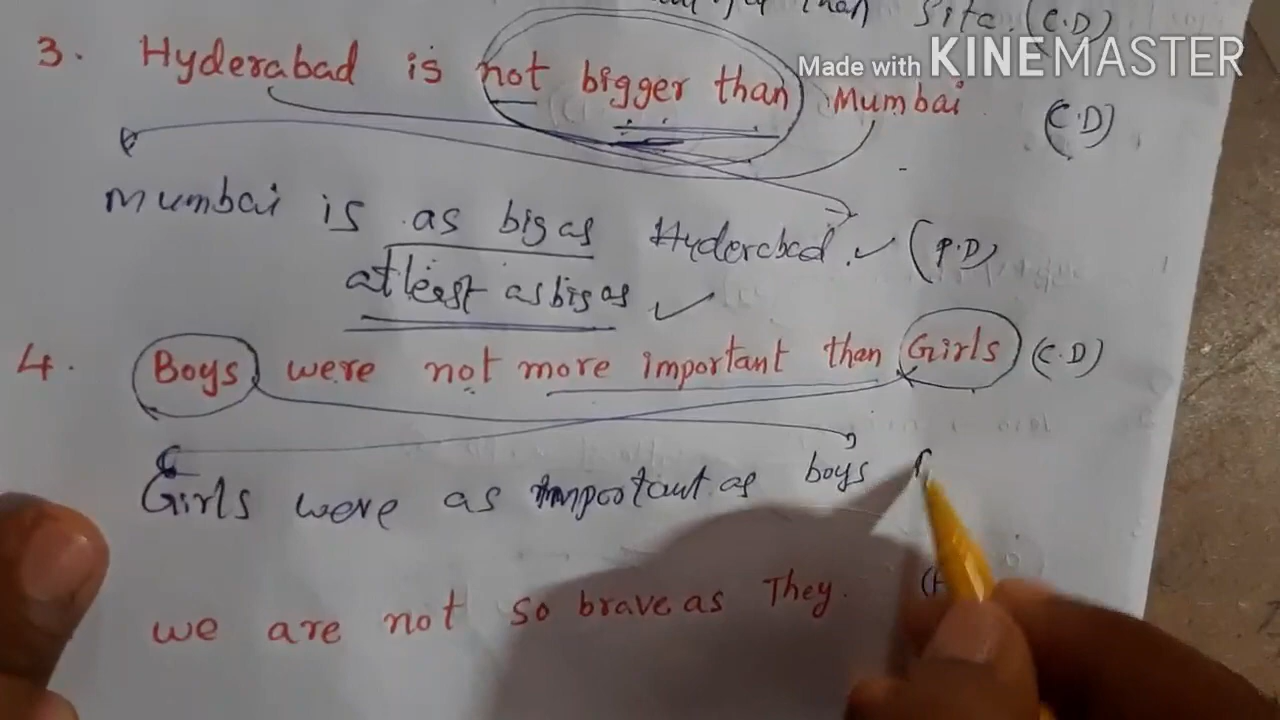 than Site. (C.D)
Made with KINEMASTER
3. Hyderabad is not bigger than Mumbai (C.D)
Mumbai is as big as Hyderabad. ✓ (P.D)
atleast as big as ✓
4. Boys were not more important than Girls (C.D)
Girls were as important as boys
we are not so brave as They.